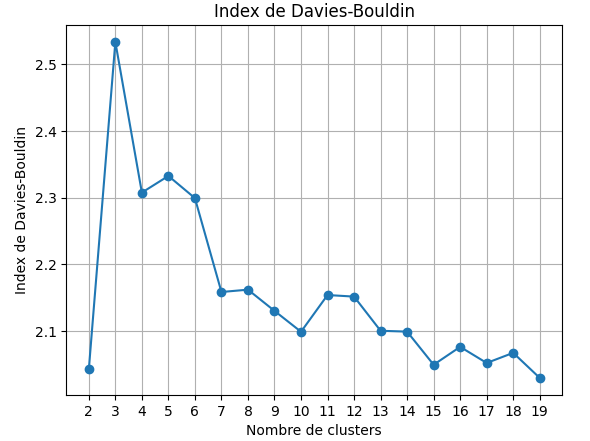 Index de Davies-Bouldin
Index de Davies-Bouldin
2.5
2.4
2.3
2.2
2.1
2 3 4 5 6 7 8 9 10 11 12 13 14 15 16 17 18 19
Nombre de clusters